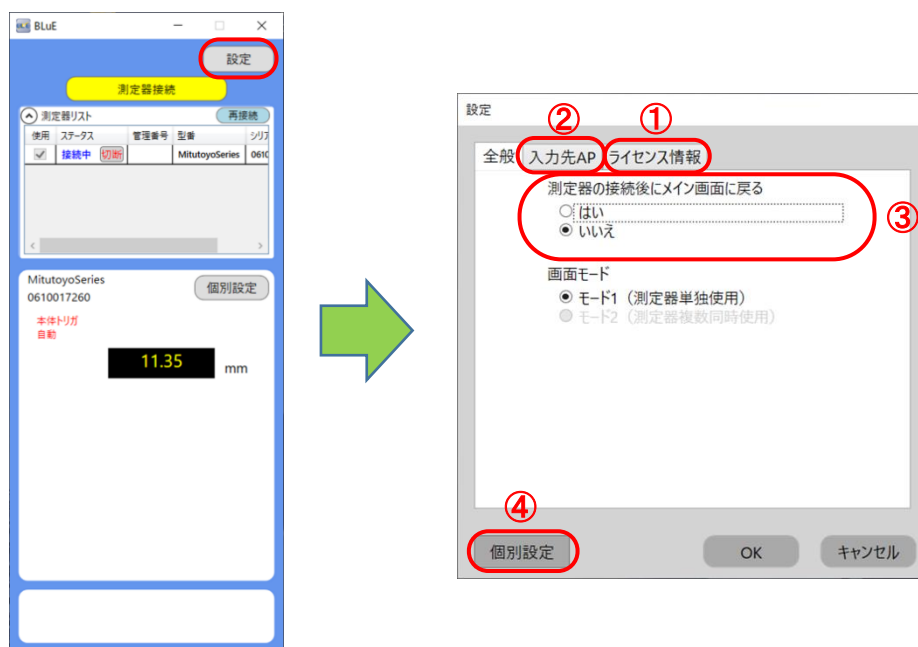 BLuE
設定
測定器接続
測定器リスト 再接続
使用 ステータス 管理番号 型番 シリア
接続中 切断 MitutoyoSeries 0610
MitutoyoSeries
0610017260
個別設定
本体トリガ
自動
11.35 mm
設定
② ①
全般 入力先AP ライセンス情報
測定器の接続後にメイン画面に戻る
はい
いいえ
③
画面モード
モード1（測定器単独使用）
モード2（測定器複数同時使用）
④
個別設定 OK キャンセル